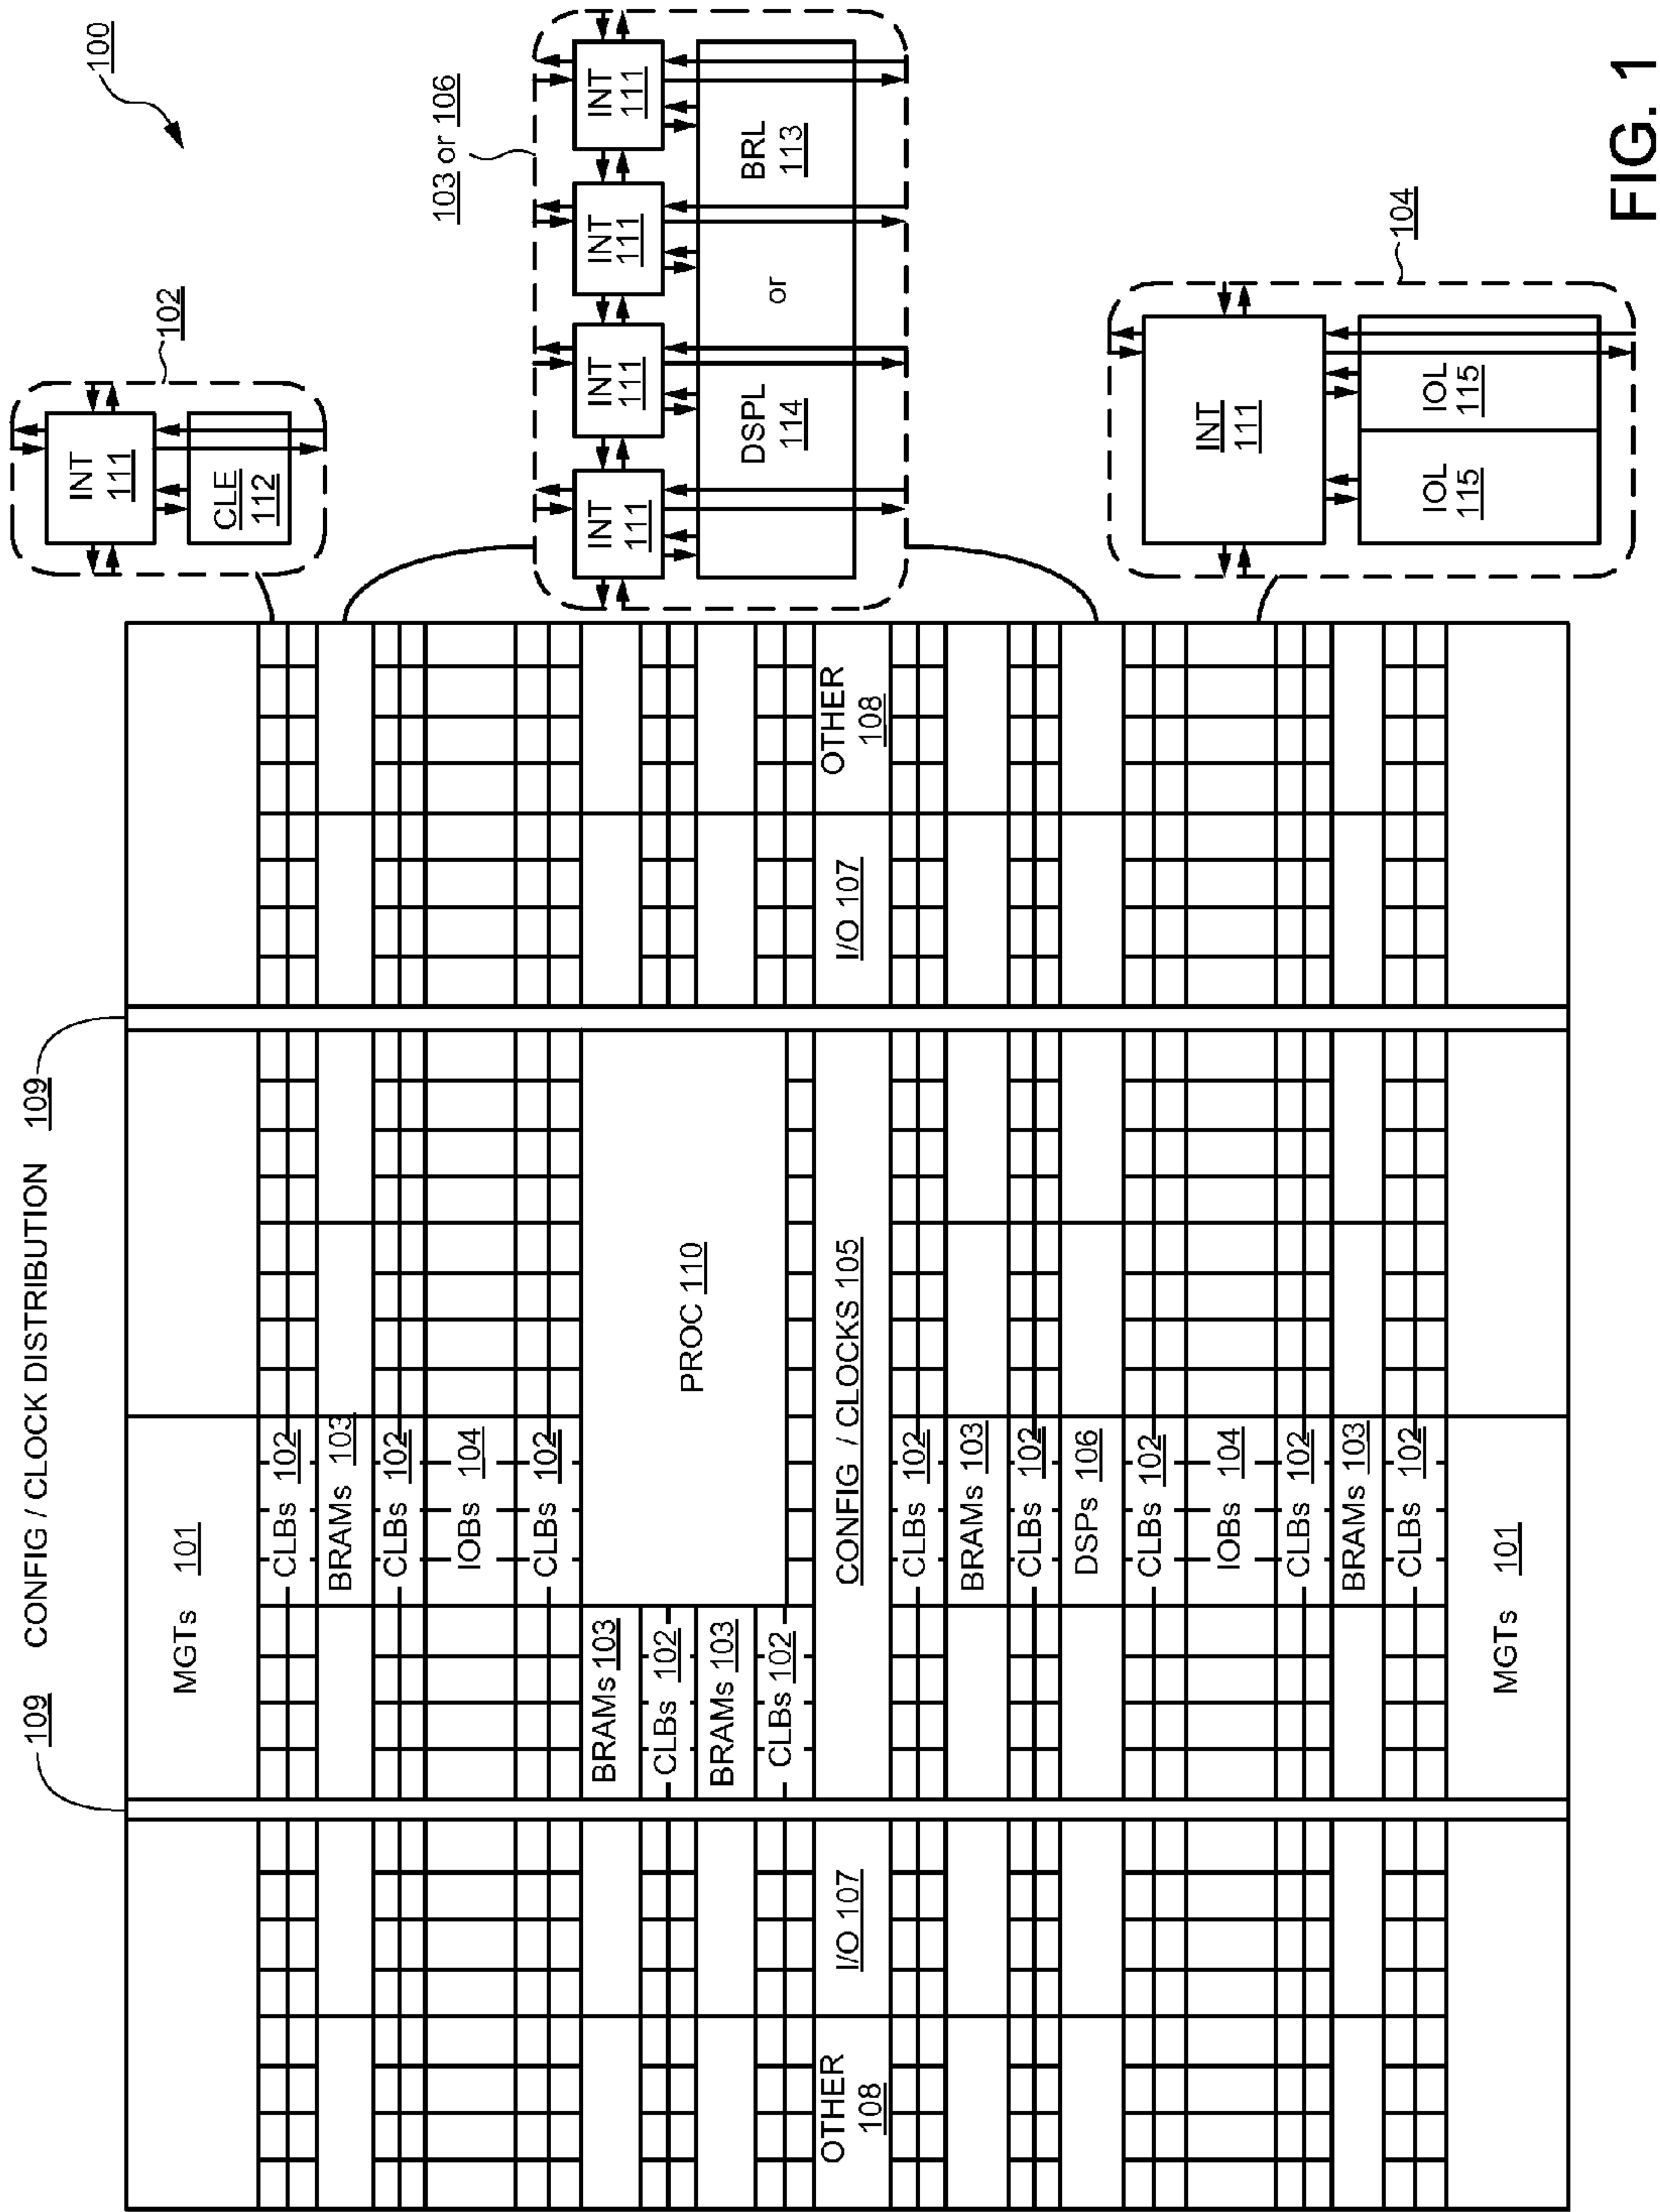 100
109
CONFIG / CLOCK DISTRIBUTION
109
MGTs 101
CLBs 102
BRAMs 103
CLBs 102
IOBs 104
CLBs 102
BRAMs 103
CLBs 102
BRAMs 103
CLBs 102
PROC 110
OTHER
108
I/O 107
CONFIG / CLOCKS 105
I/O 107
OTHER
108
CLBs 102
BRAMs 103
CLBs 102
DSPs 106
CLBs 102
IOBs 104
CLBs 102
BRAMs 103
CLBs 102
MGTs 101
102
INT
111
CLE
112
103 or 106
INT
111
INT
111
INT
111
INT
111
DSPL
114
or
BRL
113
104
INT
111
IOL
115
IOL
115
FIG. 1